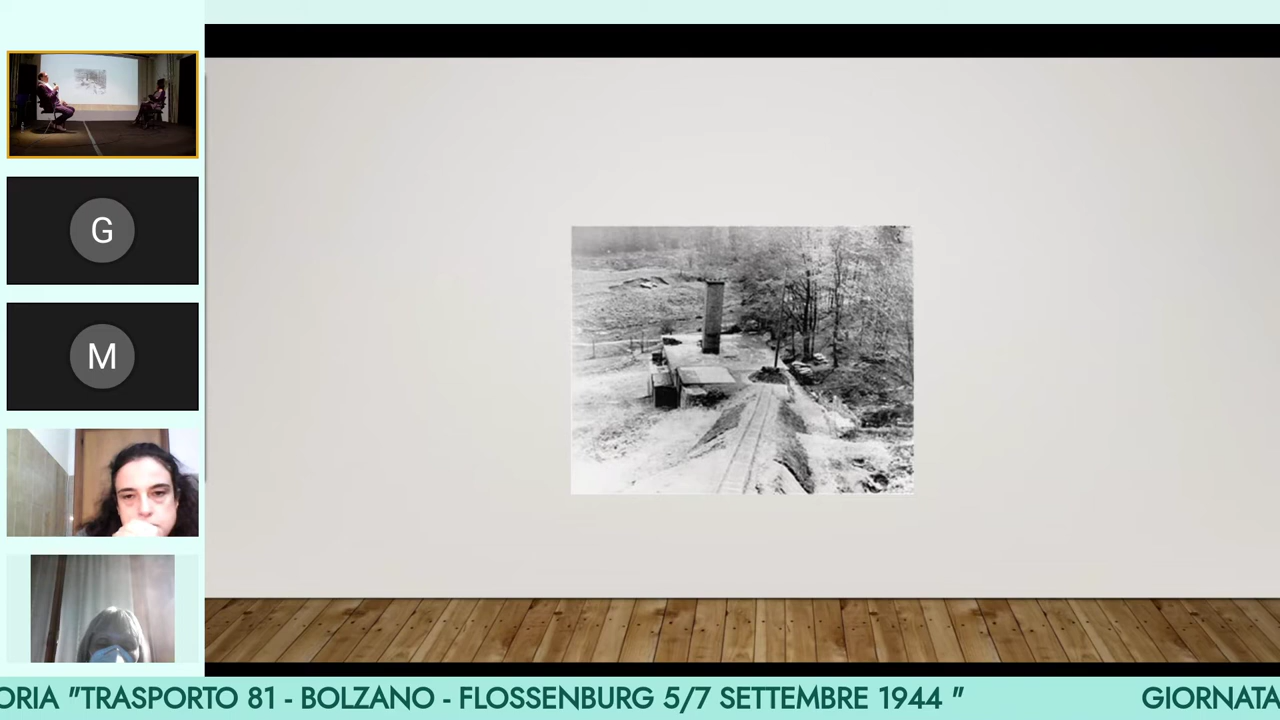 G
M
ORIA "TRASPORTO 81 - BOLZANO - FLOSSENBURG 5/7 SETTEMBRE 1944 " GIORNATA